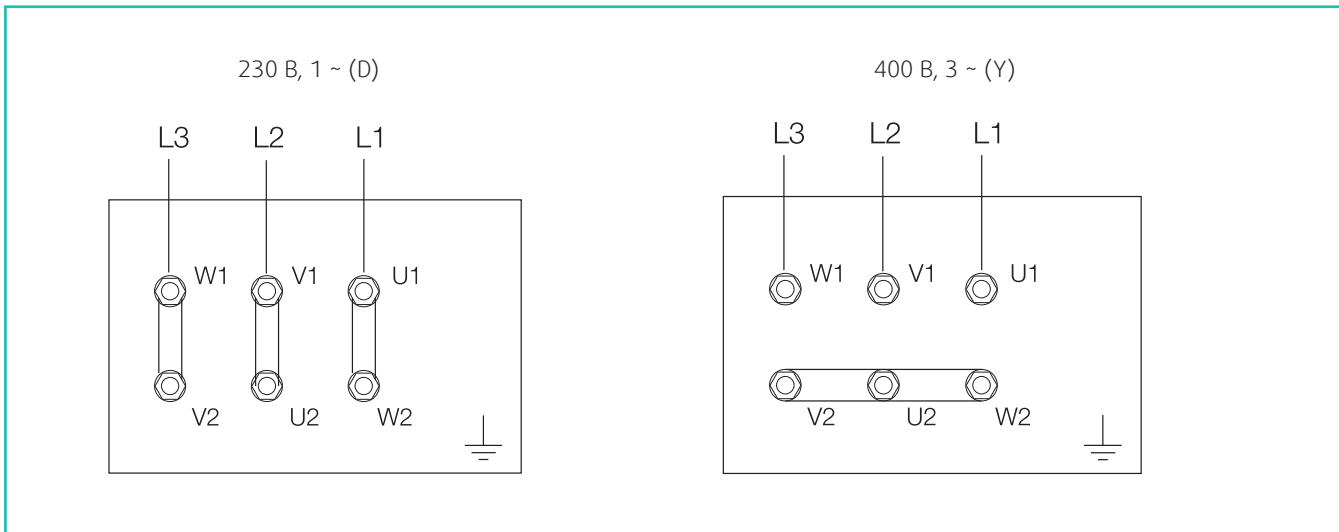 230 В, 1 ~ (D)
L3 L2 L1
W1 V1 U1
V2 U2 W2
400 В, 3 ~ (Y)
L3 L2 L1
W1 V1 U1
V2 U2 W2